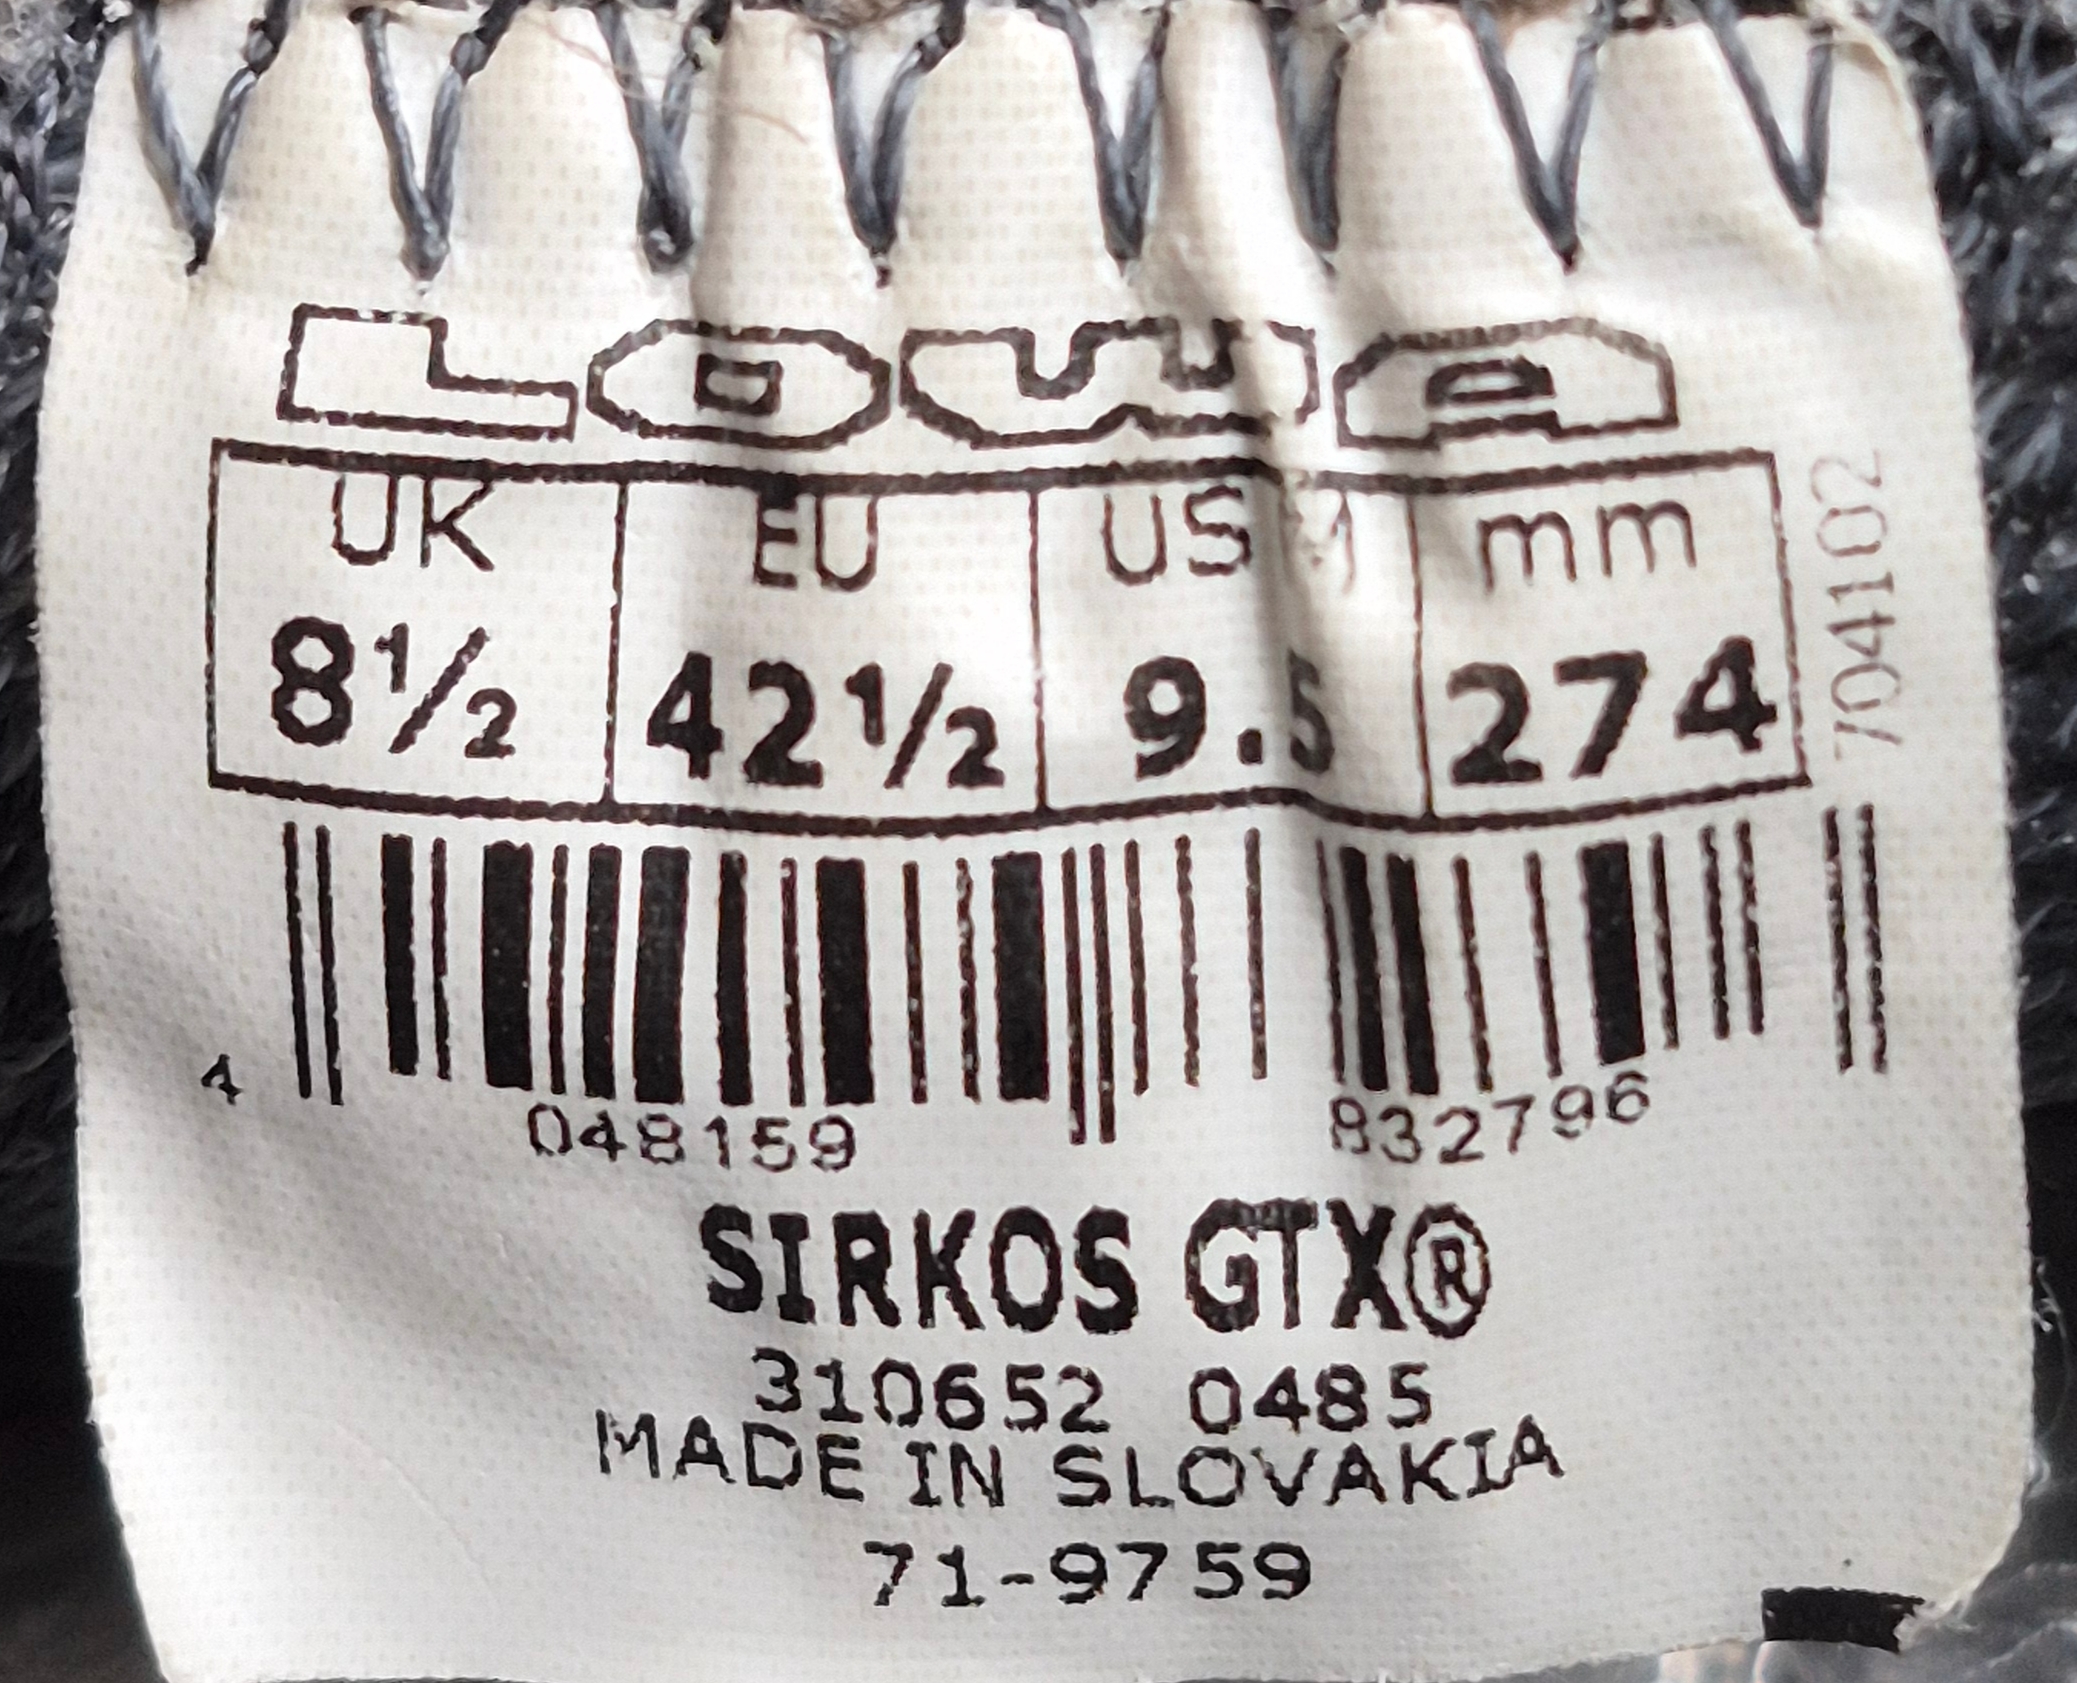 LOWA
UK EU US M mm
8½ 42½ 9.5 274
704102
4 048159 832796
SIRKOS GTX®
310652 0485
MADE IN SLOVAKIA
71-9759